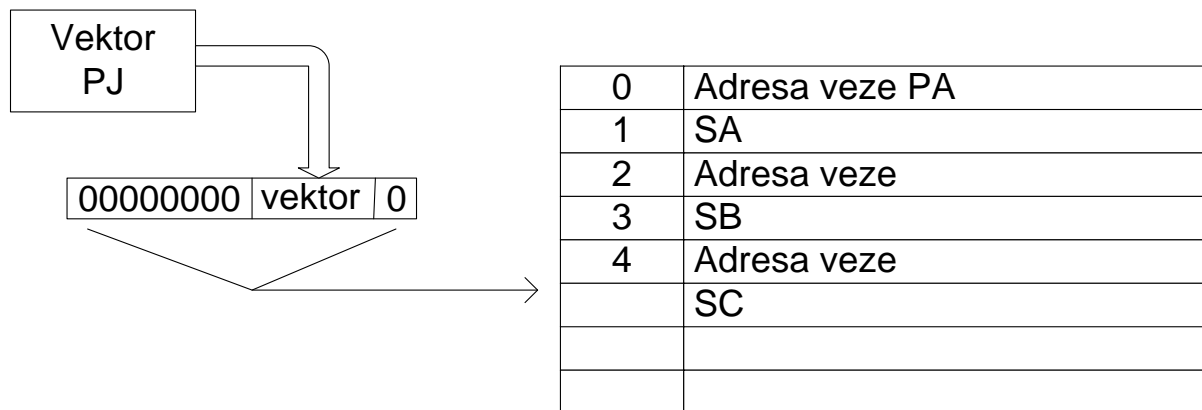 Vektor
PJ
00000000 vektor 0
0 Adresa veze PA
1 SA
2 Adresa veze
3 SB
4 Adresa veze
SC